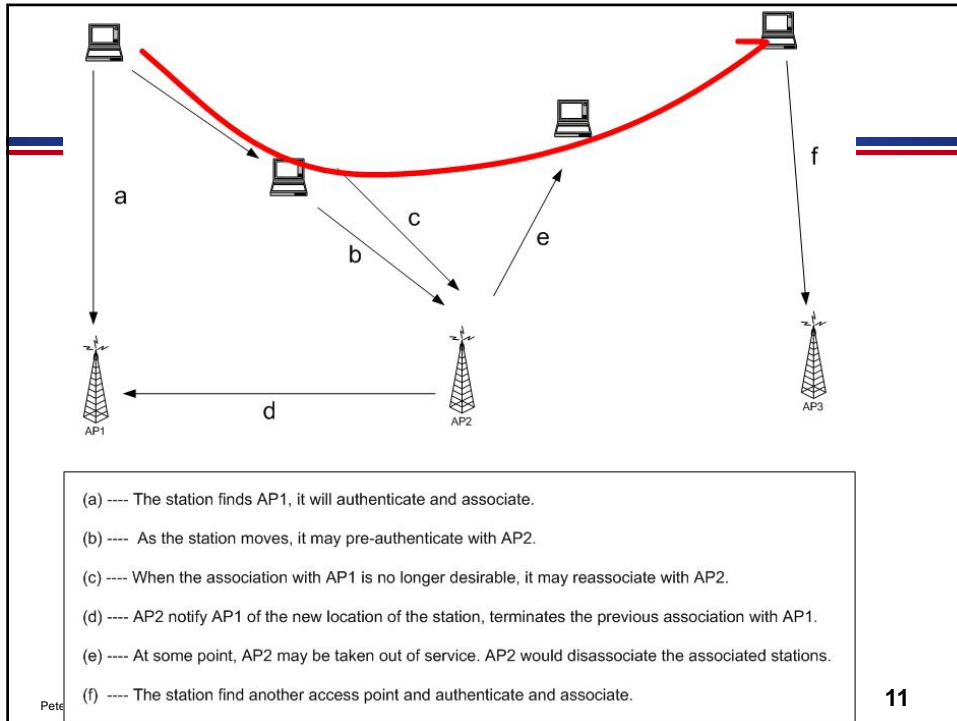 a
b
c
d
e
f
AP1
AP2
AP3
(a) ---- The station finds AP1, it will authenticate and associate.
(b) ---- As the station moves, it may pre-authenticate with AP2.
(c) ---- When the association with AP1 is no longer desirable, it may reassociate with AP2.
(d) ---- AP2 notify AP1 of the new location of the station, terminates the previous association with AP1.
(e) ---- At some point, AP2 may be taken out of service. AP2 would disassociate the associated stations.
(f) ---- The station find another access point and authenticate and associate.
Pete
11